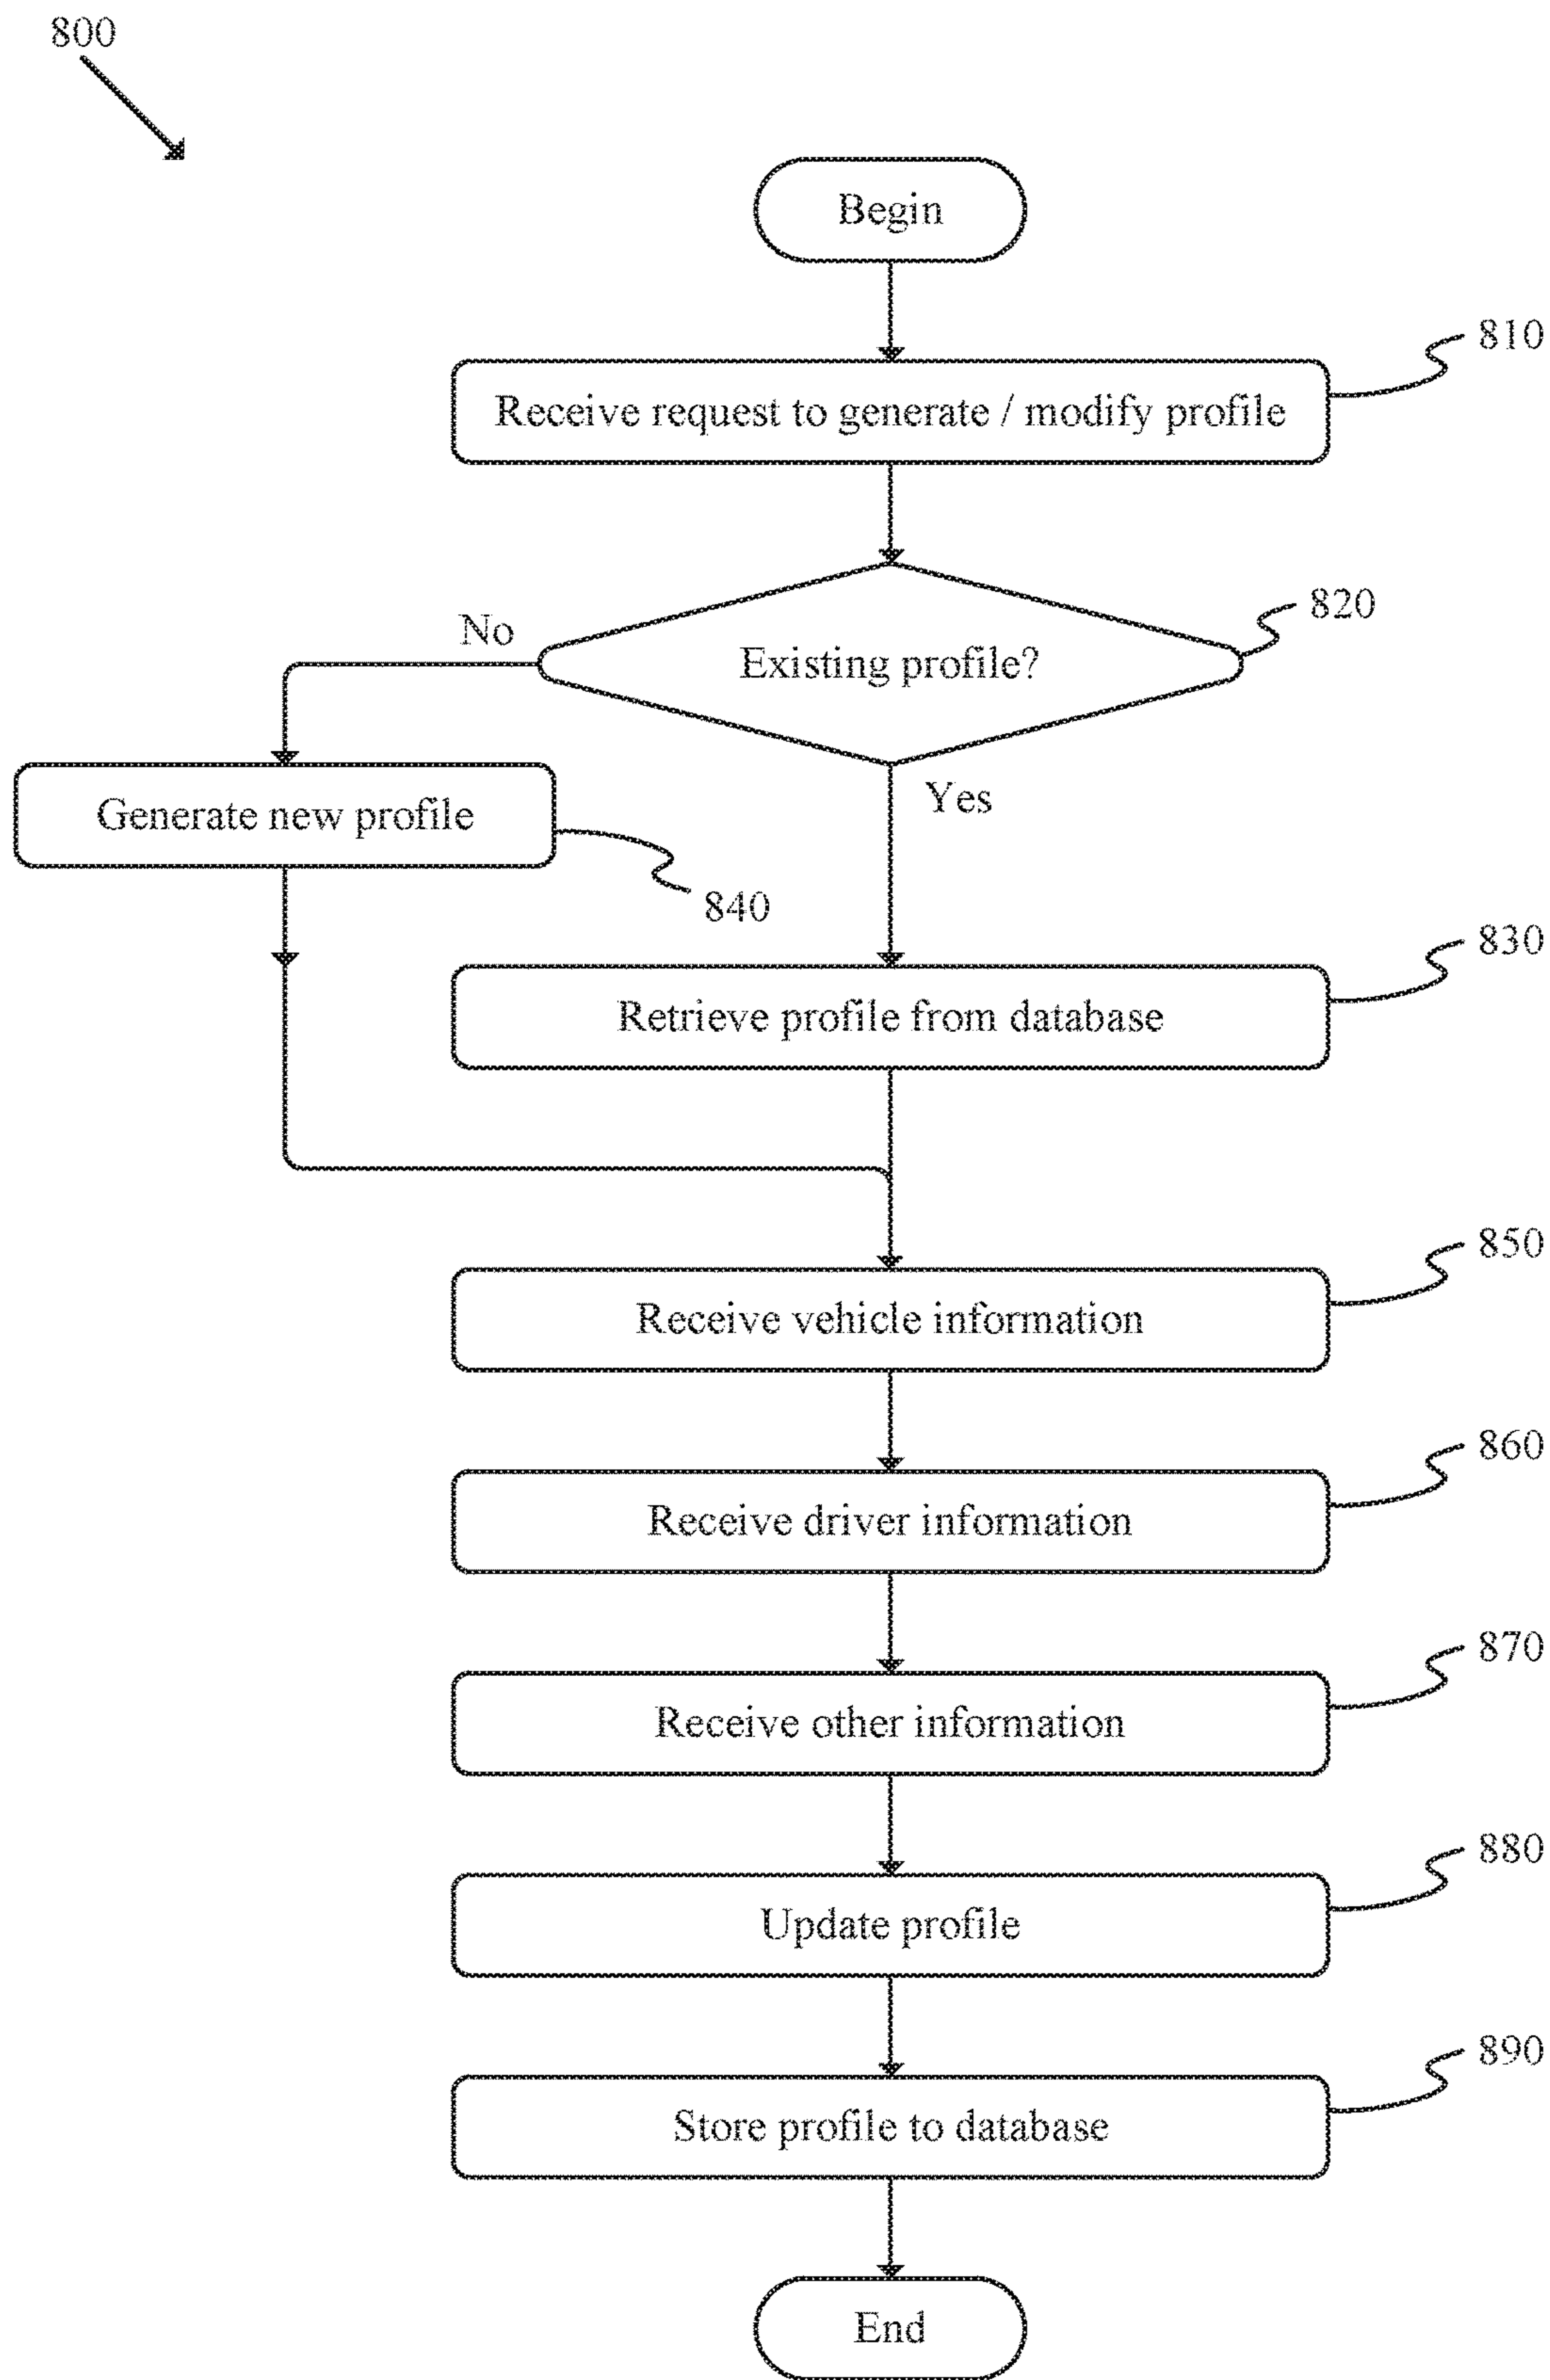 800
Begin
810
Receive request to generate / modify profile
820
No
Existing profile?
Yes
Generate new profile
840
830
Retrieve profile from database
850
Receive vehicle information
860
Receive driver information
870
Receive other information
880
Update profile
890
Store profile to database
End